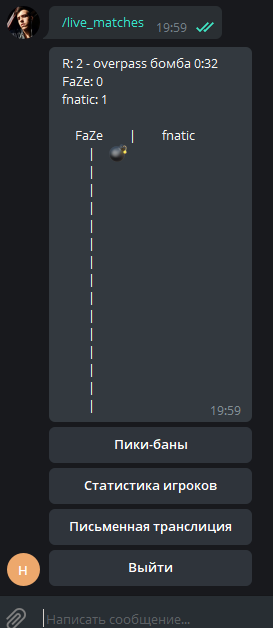 /live_matches
19:59
R: 2 - overpass бомба 0:32
FaZe: 0
fnatic: 1
FaZe | fnatic
| 💣
|
|
|
|
|
|
|
|
|
|
|
|
|
|
19:59
Пики-баны
Статистика игроков
Письменная транслиция
Выйти
Н
Написать сообщение...